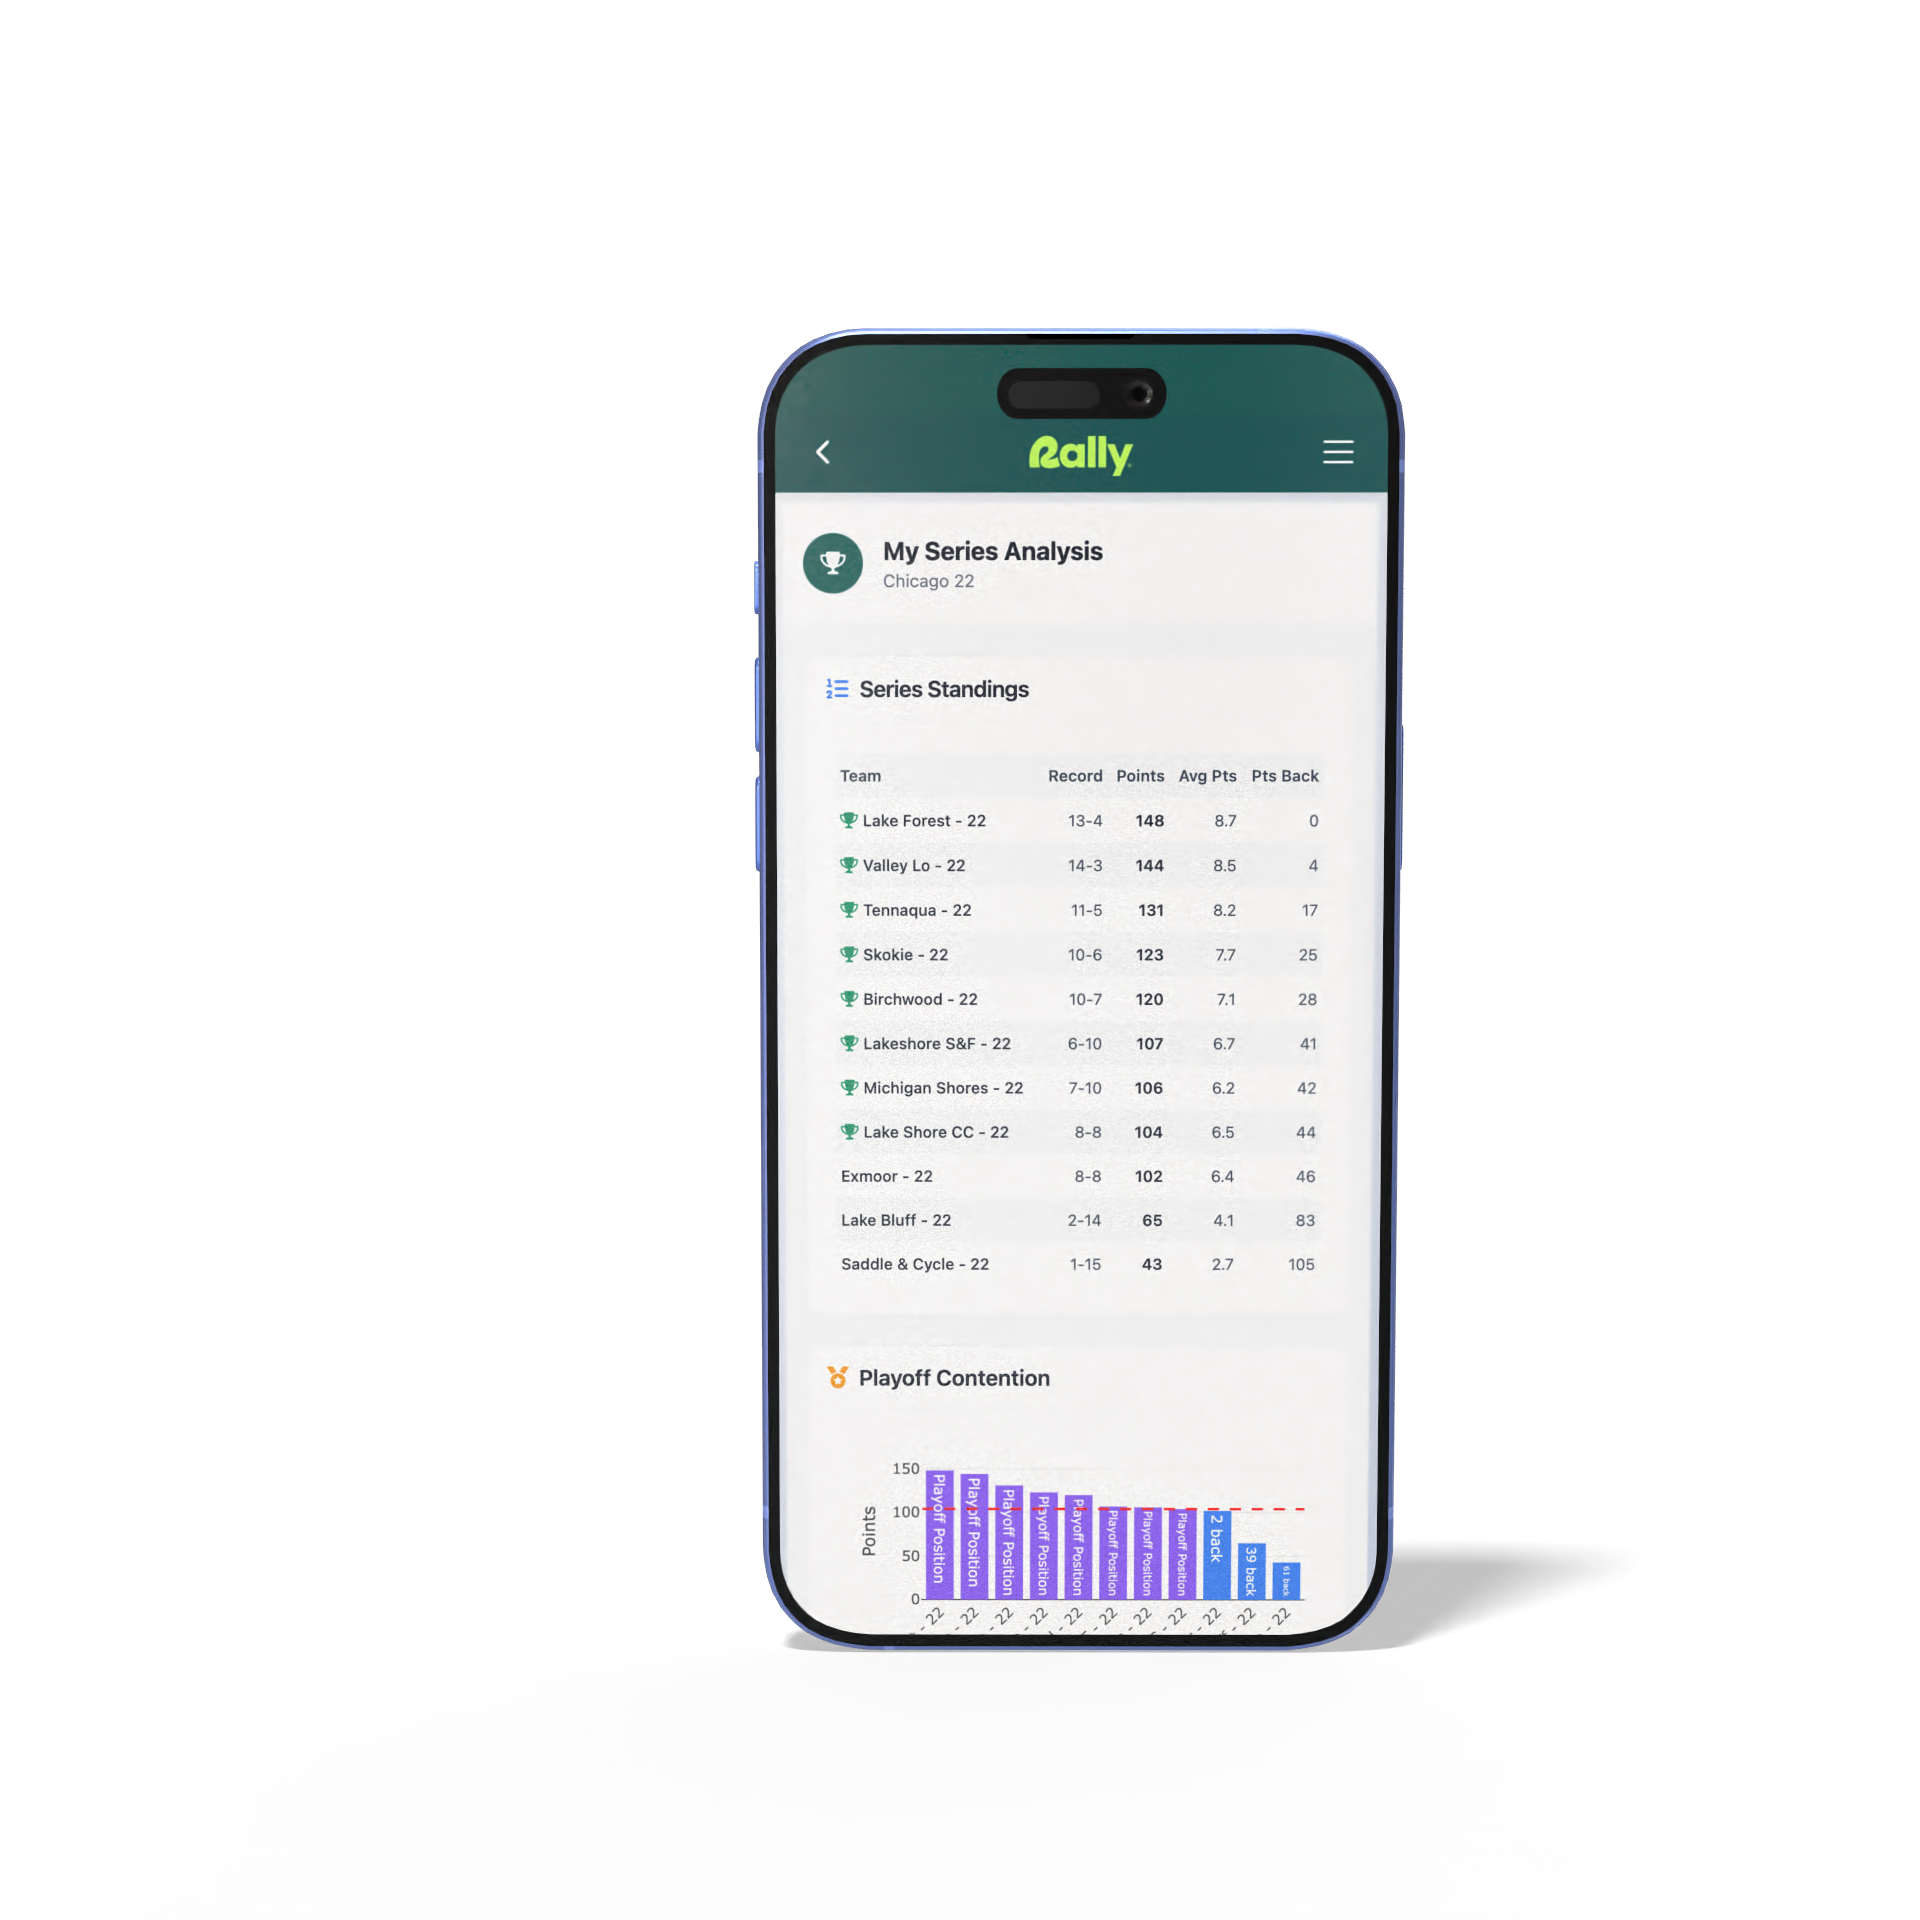 Rally
My Series Analysis
Chicago 22
Series Standings
Team Record Points Avg Pts Pts Back
Lake Forest - 22 13-4 148 8.7 0
Valley Lo - 22 14-3 144 8.5 4
Tennaqua - 22 11-5 131 8.2 17
Skokie - 22 10-6 123 7.7 25
Birchwood - 22 10-7 120 7.1 28
Lakeshore S&F - 22 6-10 107 6.7 41
Michigan Shores - 22 7-10 106 6.2 42
Lake Shore CC - 22 8-8 104 6.5 44
Exmoor - 22 8-8 102 6.4 46
Lake Bluff - 22 2-14 65 4.1 83
Saddle & Cycle - 22 1-15 43 2.7 105
Playoff Contention
Points
150
100
50
0
Playoff Position
Playoff Position
Playoff Position
Playoff Position
Playoff Position
Playoff Position
Playoff Position
Playoff Position
2 back
39 back
61 back
- 22
- 22
- 22
- 22
- 22
- 22
- 22
- 22
- 22
- 22
- 22